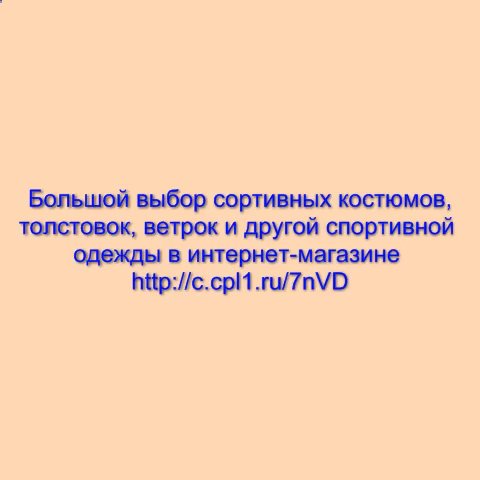 Большой выбор сортивных костюмов,
толстовок, ветрок и другой спортивной
одежды в интернет-магазине
http://c.cpl1.ru/7nVD